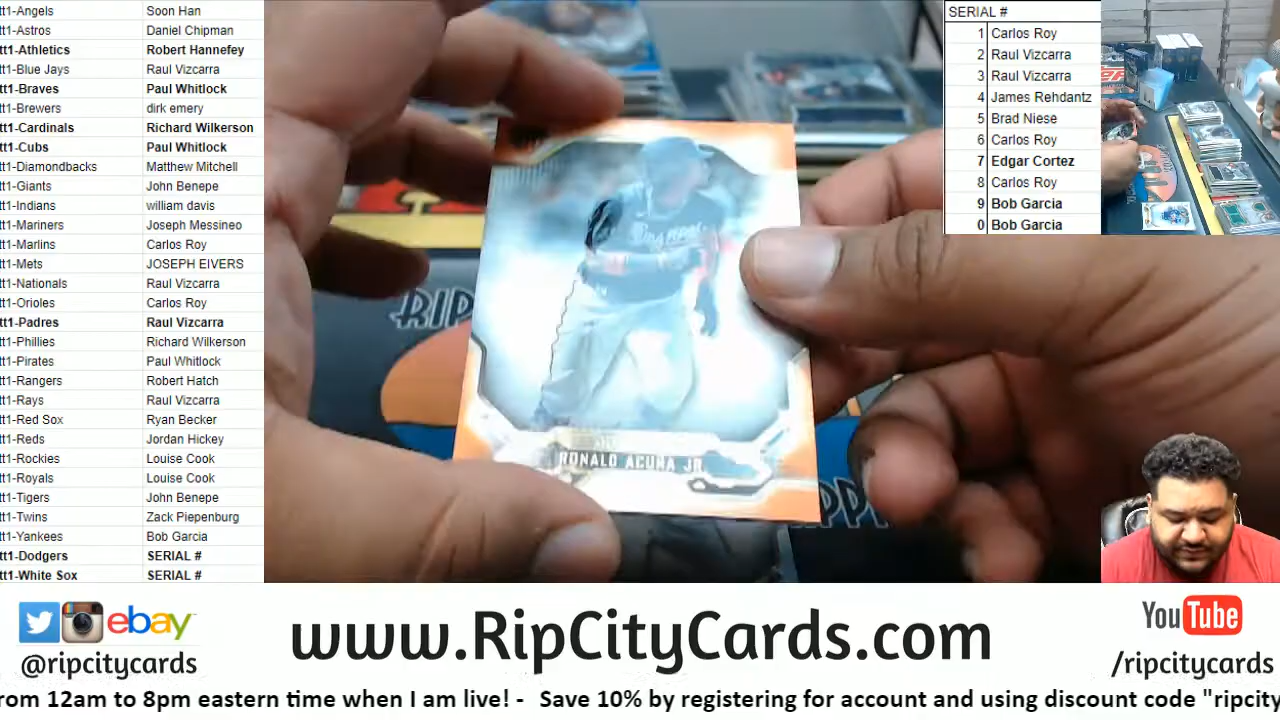 tt1-Angels Soon Han
tt1-Astros Daniel Chipman
tt1-Athletics Robert Hannefey
tt1-Blue Jays Raul Vizcarra
tt1-Braves Paul Whitlock
tt1-Brewers dirk emery
tt1-Cardinals Richard Wilkerson
tt1-Cubs Paul Whitlock
tt1-Diamondbacks Matthew Mitchell
tt1-Giants John Benepe
tt1-Indians william davis
tt1-Mariners Joseph Messineo
tt1-Marlins Carlos Roy
tt1-Mets JOSEPH EIVERS
tt1-Nationals Raul Vizcarra
tt1-Orioles Carlos Roy
tt1-Padres Raul Vizcarra
tt1-Phillies Richard Wilkerson
tt1-Pirates Paul Whitlock
tt1-Rangers Robert Hatch
tt1-Rays Raul Vizcarra
tt1-Red Sox Ryan Becker
tt1-Reds Jordan Hickey
tt1-Rockies Louise Cook
tt1-Royals Louise Cook
tt1-Tigers John Benepe
tt1-Twins Zack Piepenburg
tt1-Yankees Bob Garcia
tt1-Dodgers SERIAL #
tt1-White Sox SERIAL #
SERIAL #
1 Carlos Roy
2 Raul Vizcarra
3 Raul Vizcarra
4 James Rehdantz
5 Brad Niese
6 Carlos Roy
7 Edgar Cortez
8 Carlos Roy
9 Bob Garcia
0 Bob Garcia
RIP
RONALD ACUÑA JR.
ebay
@ripcitycards
www.RipCityCards.com
YouTube
/ripcitycards
rom 12am to 8pm eastern time when I am live! - Save 10% by registering for account and using discount code "ripcity